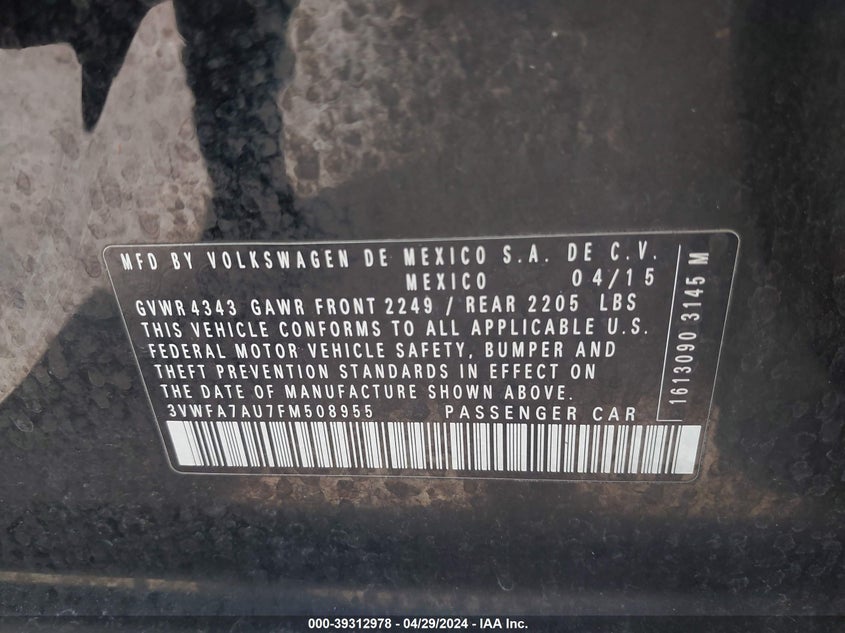 MFD BY VOLKSWAGEN DE MEXICO S.A. DE C.V.
MEXICO 04/15
GVWR 4343 GAWR FRONT 2249 / REAR 2205 LBS
THIS VEHICLE CONFORMS TO ALL APPLICABLE U.S.
FEDERAL MOTOR VEHICLE SAFETY, BUMPER AND
THEFT PREVENTION STANDARDS IN EFFECT ON
THE DATE OF MANUFACTURE SHOWN ABOVE.
3VWFA7AU7FM508955 PASSENGER CAR
1613090 3145 M
000-39312978 - 04/29/2024 - IAA Inc.